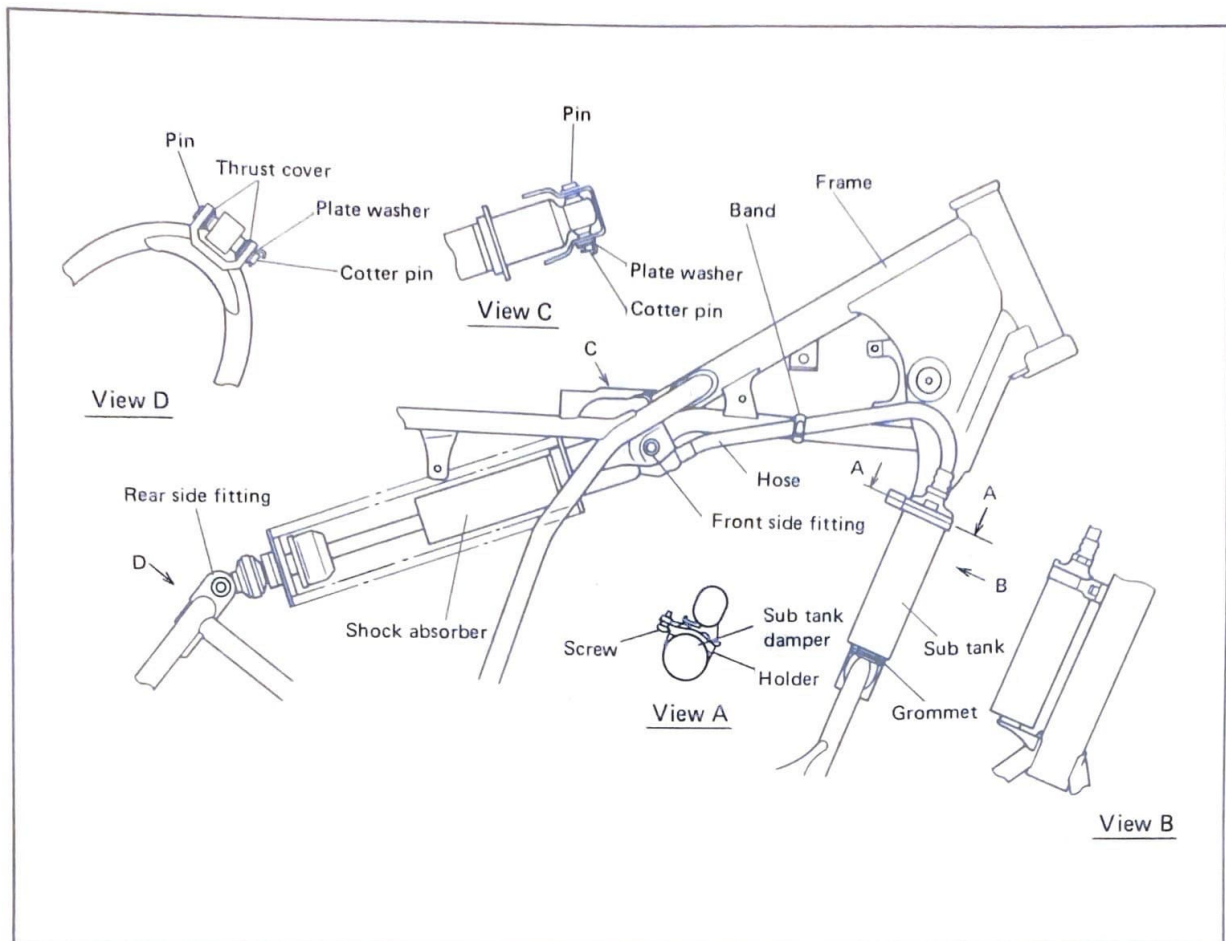 Pin
Thrust cover
Plate washer
Cotter pin
View D
Pin
Plate washer
Cotter pin
View C
Frame
Band
C
Hose
Front side fitting
A
A
B
Rear side fitting
D
Shock absorber
Screw
Sub tank
damper
Holder
View A
Sub tank
Grommet
View B